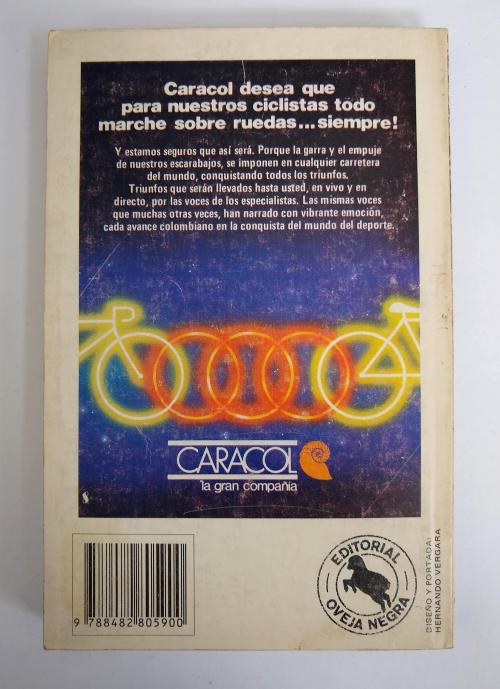 Caracol desea que
para nuestros ciclistas todo
marche sobre ruedas...siempre!
Y estamos seguros que así será. Porque la garra y el empuje
de nuestros escarabajos, se imponen en cualquier carretera
del mundo, conquistando todos los triunfos.
Triunfos que serán llevados hasta usted, en vivo y en
directo, por las voces de los especialistas. Las mismas voces
que muchas otras veces, han narrado con vibrante emoción,
cada avance colombiano en la conquista del mundo del deporte.
CARACOL
la gran compañía
9 788482 805900
EDITORIAL
OVEJA NEGRA
DISEÑO Y PORTADA:
HERNANDO VERGARA